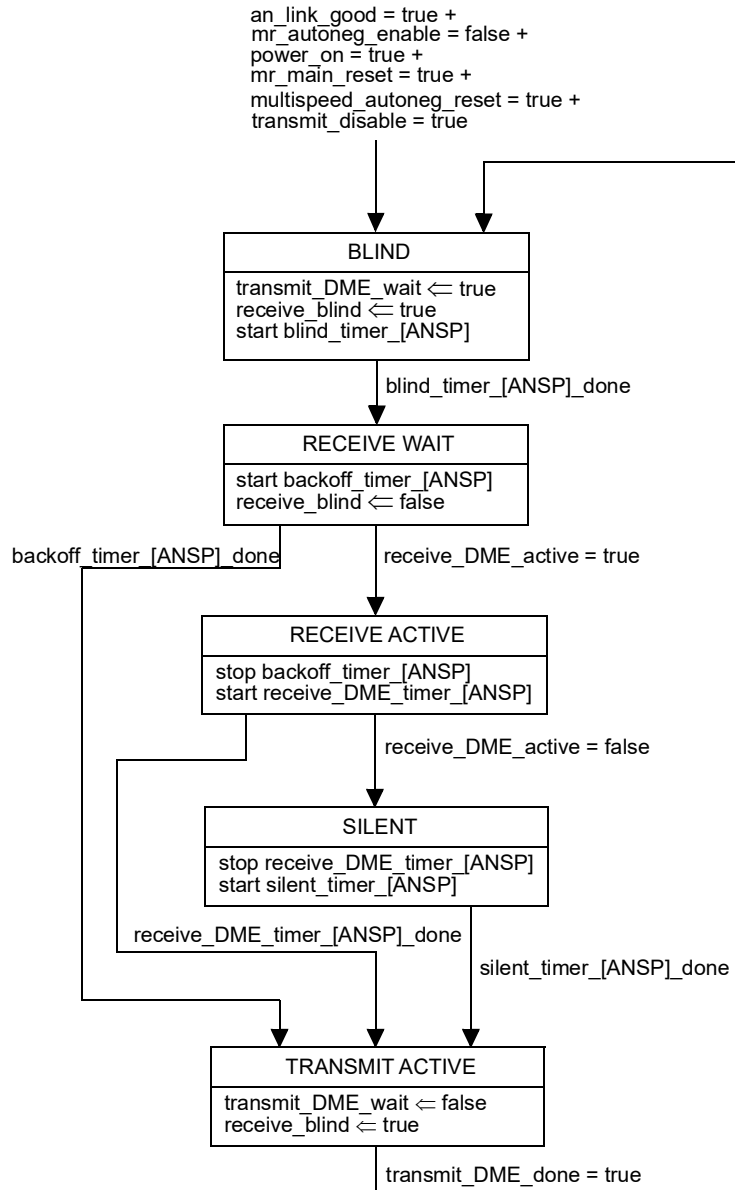 an_link_good = true +
mr_autoneg_enable = false +
power_on = true +
mr_main_reset = true +
multispeed_autoneg_reset = true +
transmit_disable = true
BLIND
transmit_DME_wait ⇐ true
receive_blind ⇐ true
start blind_timer_[ANSP]
blind_timer_[ANSP]_done
RECEIVE WAIT
start backoff_timer_[ANSP]
receive_blind ⇐ false
backoff_timer_[ANSP]_done
receive_DME_active = true
RECEIVE ACTIVE
stop backoff_timer_[ANSP]
start receive_DME_timer_[ANSP]
receive_DME_active = false
SILENT
stop receive_DME_timer_[ANSP]
start silent_timer_[ANSP]
receive_DME_timer_[ANSP]_done
silent_timer_[ANSP]_done
TRANSMIT ACTIVE
transmit_DME_wait ⇐ false
receive_blind ⇐ true
transmit_DME_done = true